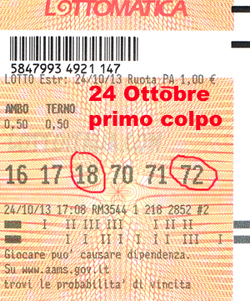 LOTTOMATICA
5847993 4921 147
LOTTO Estr: 24/10/13 Ruota:PA 1,00 €
24 Ottobre
primo colpo
AMBO TERNO
0,50 0,50
16 17 18 70 71 72
24/10/13 17:08 RM3544 1 218 2852 #2
Giocare puo' causare dipendenza.
Su www.aams.gov.it
trovi le probabilità di vincita